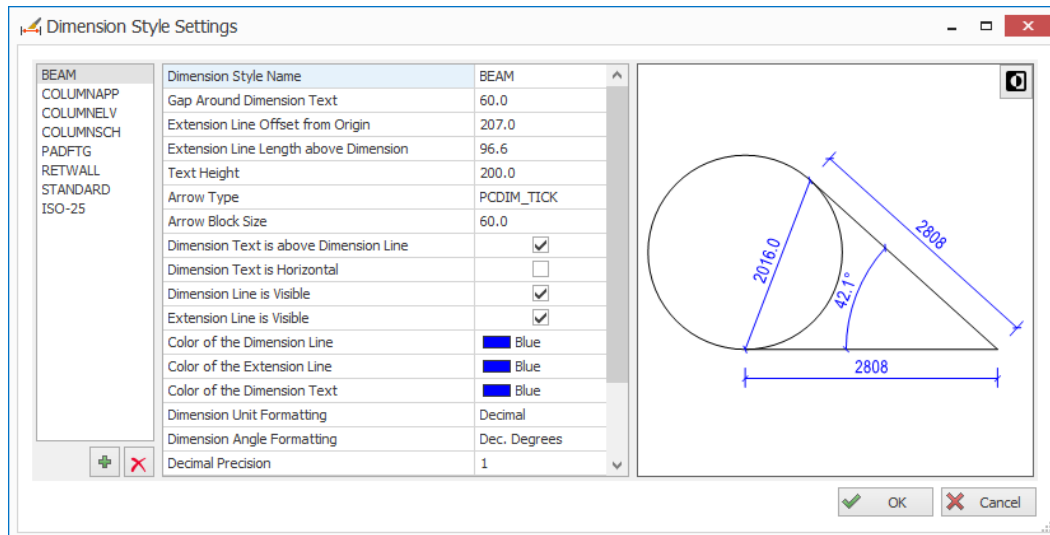 Dimension Style Settings
BEAM
COLUMNAPP
COLUMNELV
COLUMNSCH
PADFTG
RETWALL
STANDARD
ISO-25
Dimension Style Name BEAM
Gap Around Dimension Text 60.0
Extension Line Offset from Origin 207.0
Extension Line Length above Dimension 96.6
Text Height 200.0
Arrow Type PCDIM_TICK
Arrow Block Size 60.0
Dimension Text is above Dimension Line
Dimension Text is Horizontal
Dimension Line is Visible
Extension Line is Visible
Color of the Dimension Line Blue
Color of the Extension Line Blue
Color of the Dimension Text Blue
Dimension Unit Formatting Decimal
Dimension Angle Formatting Dec. Degrees
Decimal Precision 1
2808
2016.0
42.1°
2808
OK Cancel